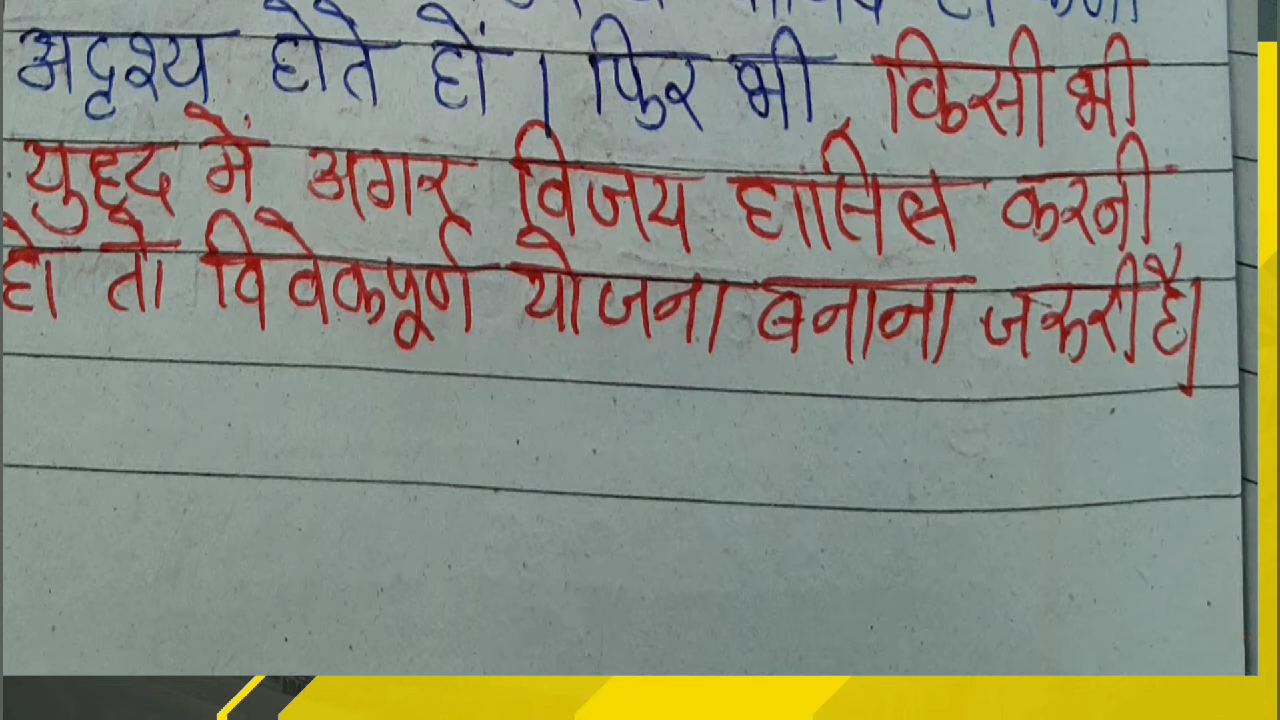 अदृश्य होते हों । फिर भी, किसी भी
युद्ध में अगर विजय हासिल करनी
हो तो विवेकपूर्ण योजना बनाना जरूरी है।